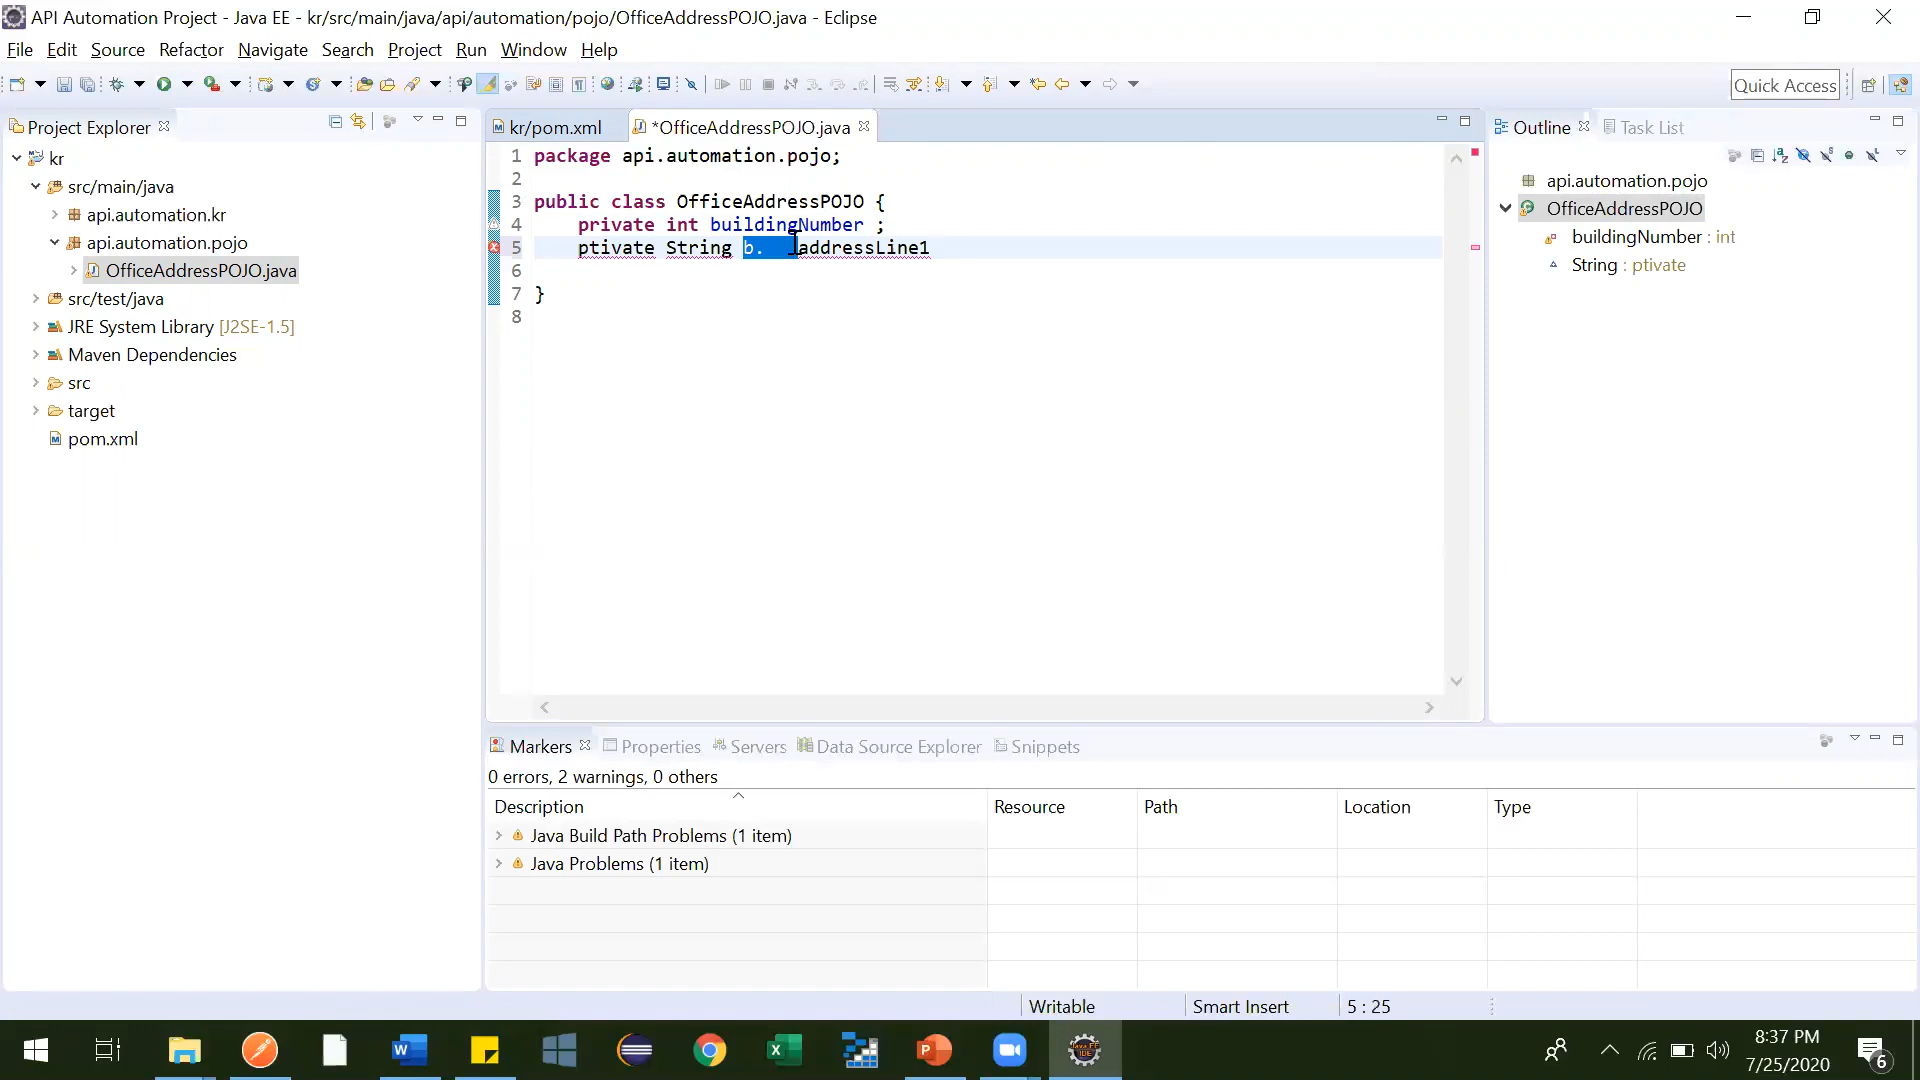 API Automation Project - Java EE - kr/src/main/java/api/automation/pojo/OfficeAddressPOJO.java - Eclipse
File Edit Source Refactor Navigate Search Project Run Window Help
Quick Access
Project Explorer
kr
src/main/java
api.automation.kr
api.automation.pojo
OfficeAddressPOJO.java
src/test/java
JRE System Library [J2SE-1.5]
Maven Dependencies
src
target
pom.xml
kr/pom.xml *OfficeAddressPOJO.java
1 package api.automation.pojo;
2
3 public class OfficeAddressPOJO {
4 private int buildingNumber ;
5 ptivate String b. addressLine1
6
7 }
8
Outline Task List
api.automation.pojo
OfficeAddressPOJO
buildingNumber : int
String : ptivate
Markers Properties Servers Data Source Explorer Snippets
0 errors, 2 warnings, 0 others
Description Resource Path Location Type
Java Build Path Problems (1 item)
Java Problems (1 item)
Writable Smart Insert 5 : 25
8:37 PM
7/25/2020
6